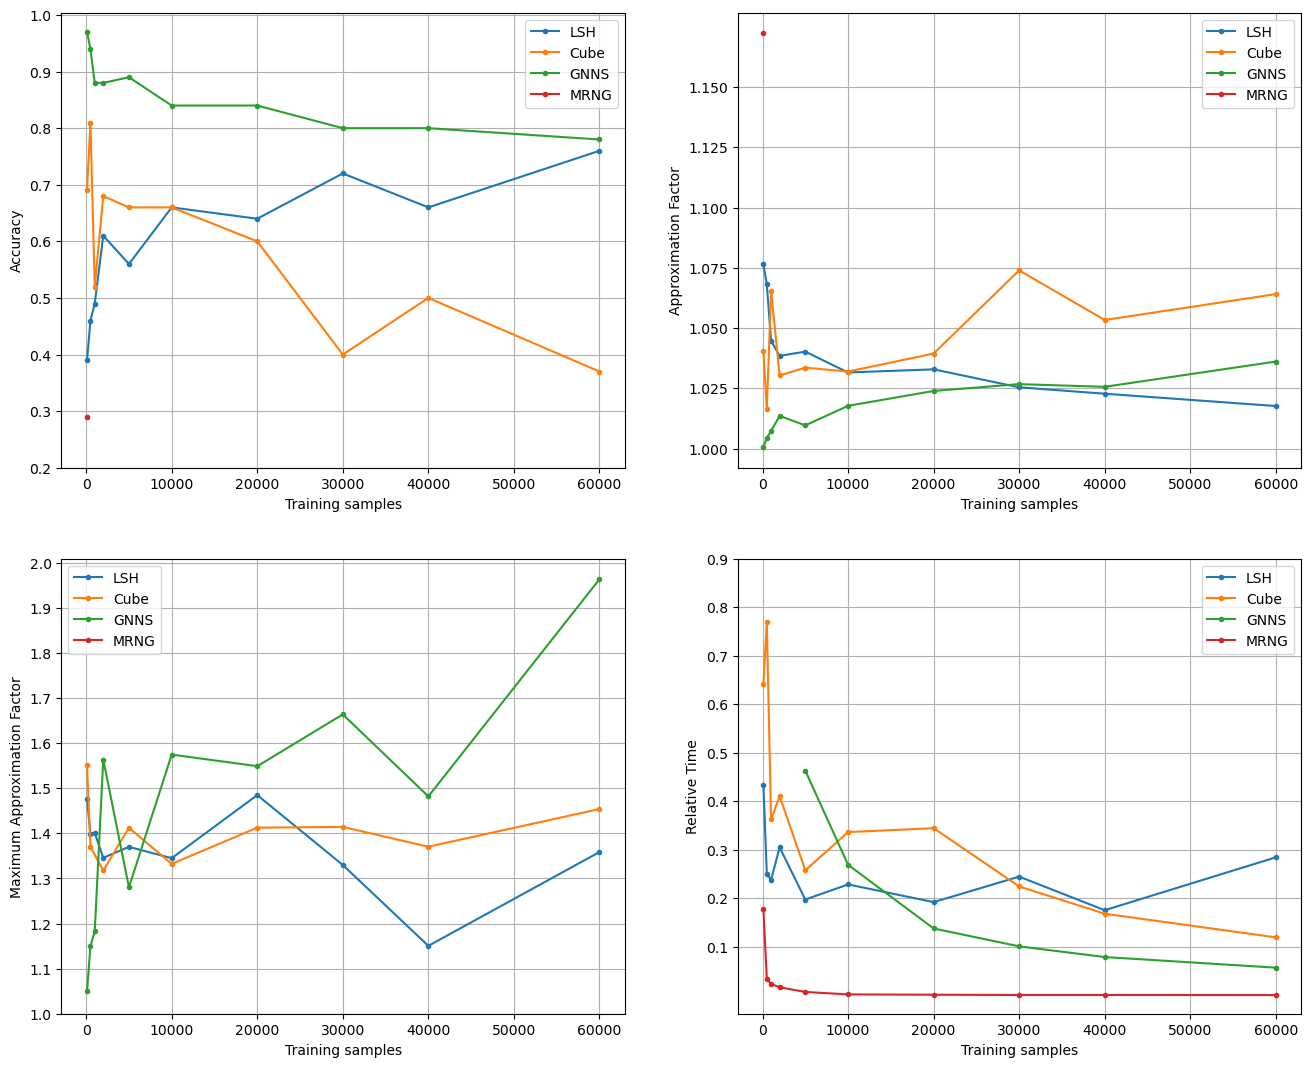 1.0
0.9
0.8
0.7
0.6
0.5
0.4
0.3
0.2
Accuracy
0 10000 20000 30000 40000 50000 60000
Training samples
LSH
Cube
GNNS
MRNG
1.150
1.125
1.100
1.075
1.050
1.025
1.000
Approximation Factor
0 10000 20000 30000 40000 50000 60000
Training samples
LSH
Cube
GNNS
MRNG
2.0
1.9
1.8
1.7
1.6
1.5
1.4
1.3
1.2
1.1
1.0
Maximum Approximation Factor
0 10000 20000 30000 40000 50000 60000
Training samples
LSH
Cube
GNNS
MRNG
0.9
0.8
0.7
0.6
0.5
0.4
0.3
0.2
0.1
Relative Time
0 10000 20000 30000 40000 50000 60000
Training samples
LSH
Cube
GNNS
MRNG